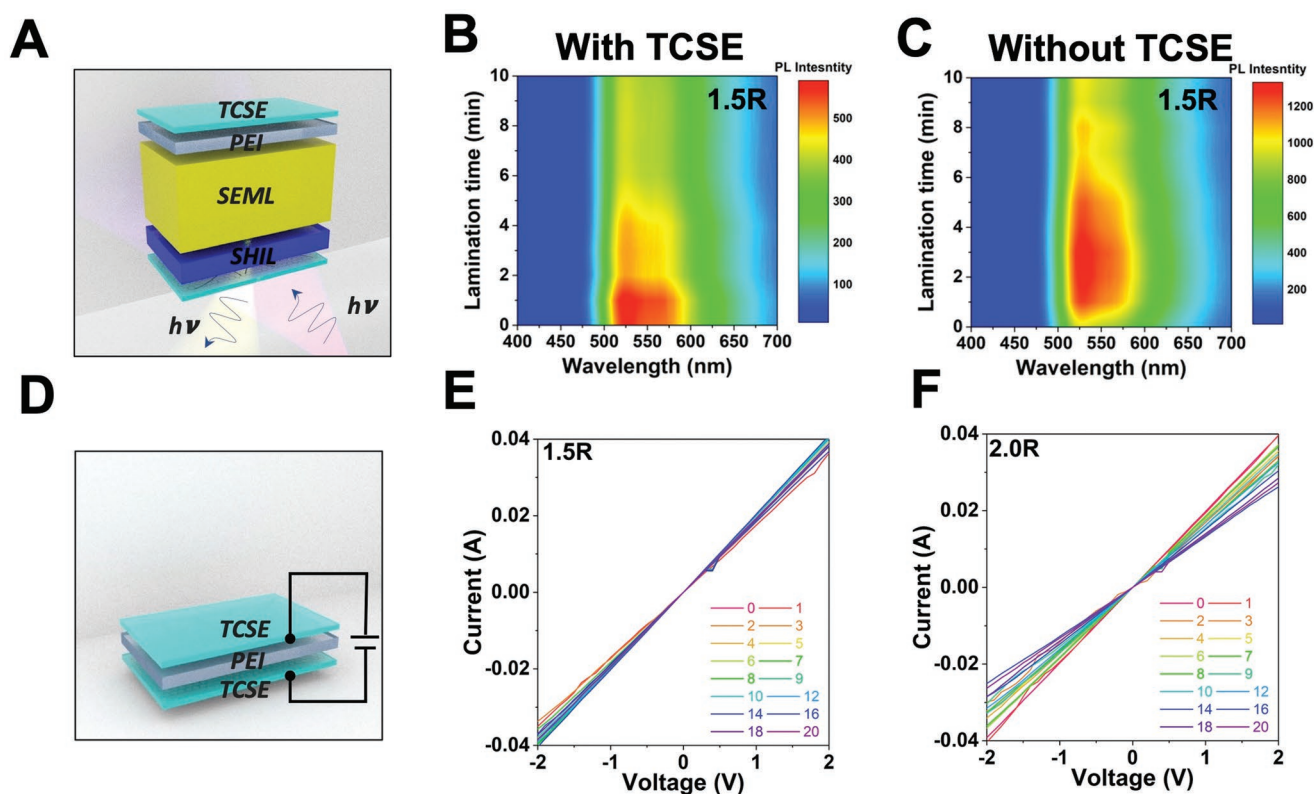 A
TCSE
PEI
SEML
SHIL
hν
hν
B
With TCSE
PL Intesntity
1.5R
10
8
6
4
2
0
Lamination time (min)
400 450 500 550 600 650 700
Wavelength (nm)
500
400
300
200
100
C
Without TCSE
PL Intesntity
1.5R
10
8
6
4
2
0
Lamination time (min)
400 450 500 550 600 650 700
Wavelength (nm)
1200
1000
800
600
400
200
D
TCSE
PEI
TCSE
E
1.5R
0.04
0.02
0.00
-0.02
-0.04
Current (A)
0 1
2 3
4 5
6 7
8 9
10 12
14 16
18 20
-2 -1 0 1 2
Voltage (V)
F
2.0R
0.04
0.02
0.00
-0.02
-0.04
Current (A)
0 1
2 3
4 5
6 7
8 9
10 12
14 16
18 20
-2 -1 0 1 2
Voltage (V)